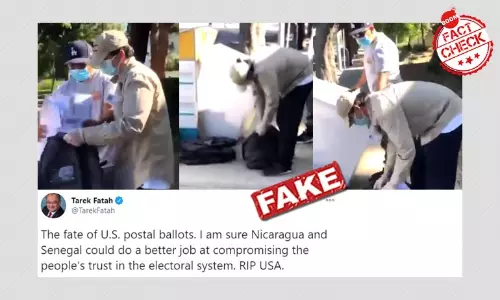 BOOM
FACT
CHECK
FAKE
Tarek Fatah
@TarekFatah
The fate of U.S. postal ballots. I am sure Nicaragua and
Senegal could do a better job at compromising the
people's trust in the electoral system. RIP USA.